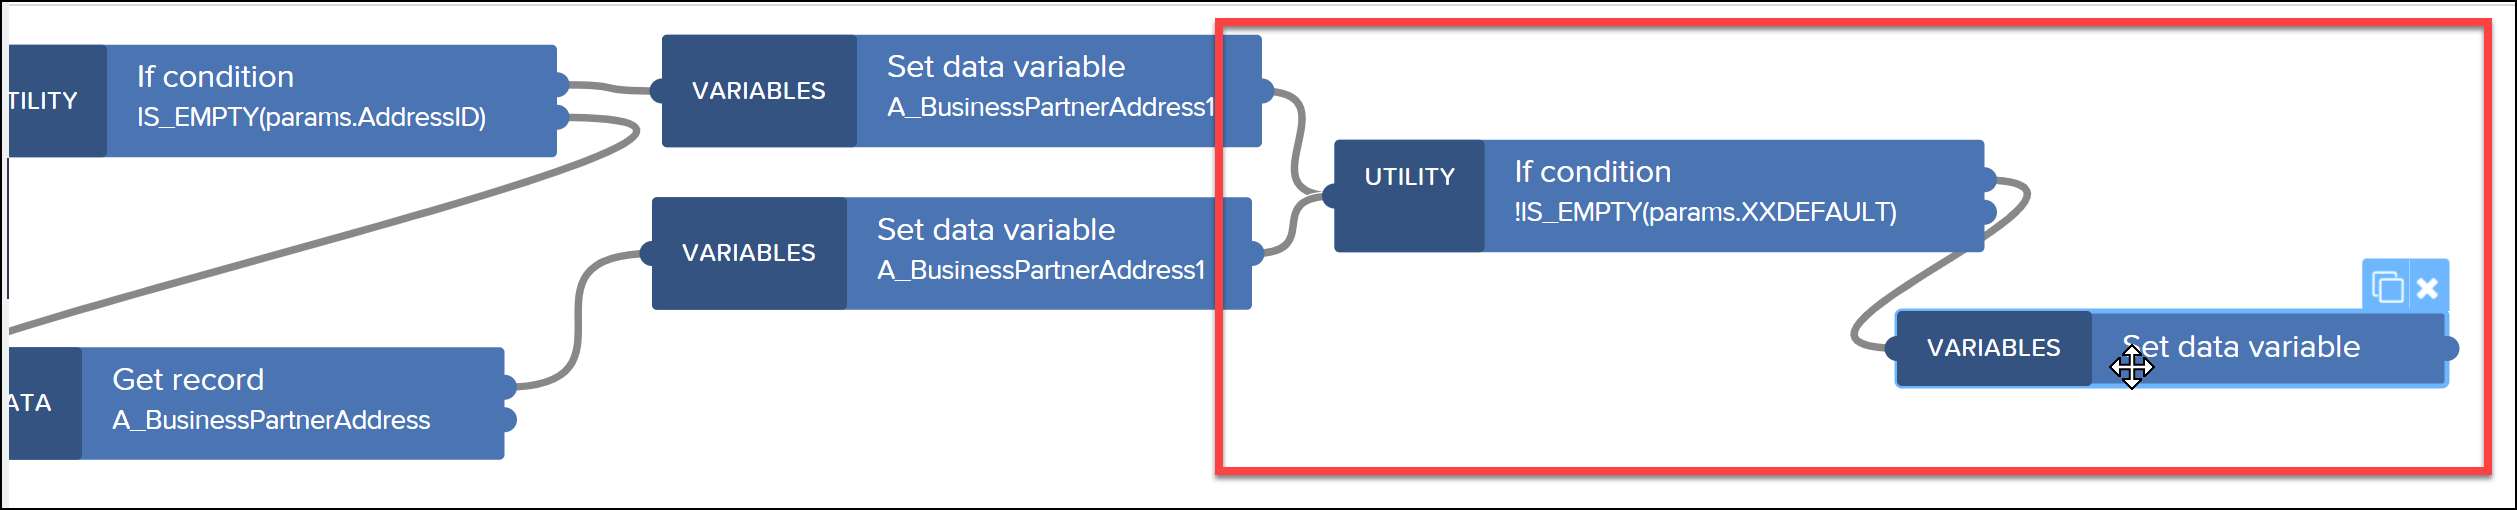 TILITY
If condition
IS_EMPTY(params.AddressID)
VARIABLES
Set data variable
A_BusinessPartnerAddress1
VARIABLES
Set data variable
A_BusinessPartnerAddress1
ATA
Get record
A_BusinessPartnerAddress
UTILITY
If condition
!IS_EMPTY(params.XXDEFAULT)
VARIABLES
Set data variable